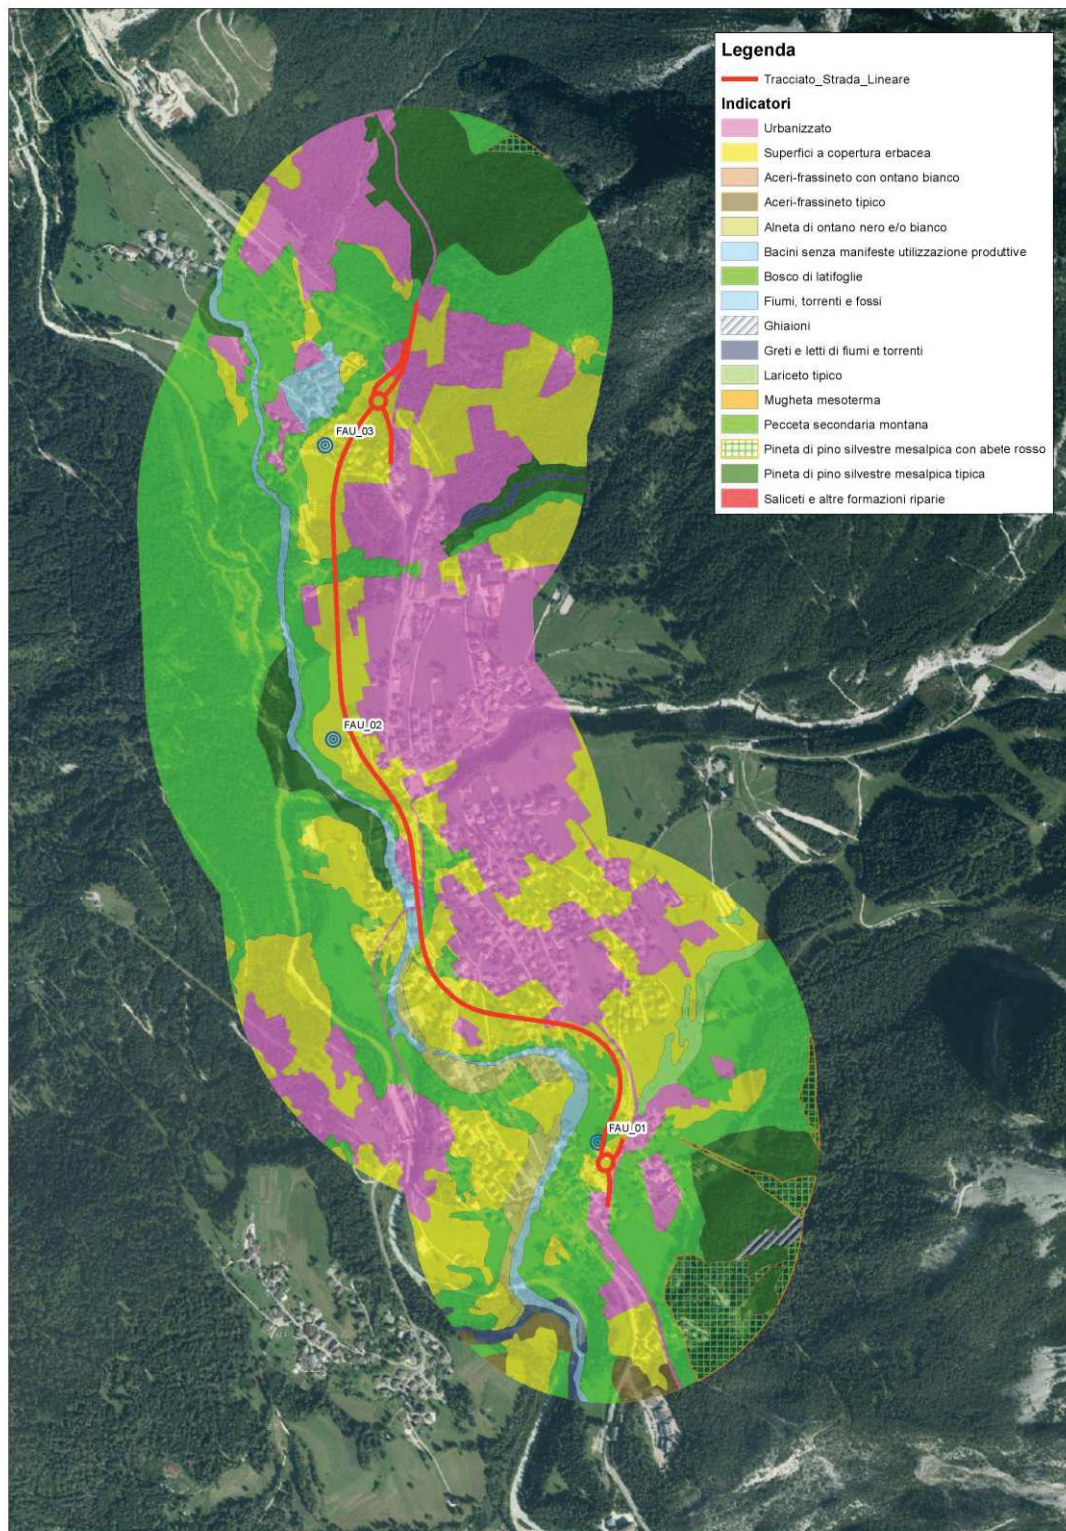 Legenda
Tracciato_Strada_Lineare
Indicatori
Urbanizzato
Superfici a copertura erbacea
Aceri-frassineto con ontano bianco
Aceri-frassineto tipico
Alneta di ontano nero e/o bianco
Bacini senza manifeste utilizzazione produttive
Bosco di latifoglie
Fiumi, torrenti e fossi
Ghiaioni
Greti e letti di fiumi e torrenti
Lariceto tipico
Mugheta mesoterma
Pecceta secondaria montana
Pineta di pino silvestre mesalpica con abete rosso
Pineta di pino silvestre mesalpica tipica
Saliceti e altre formazioni riparie
FAU_03
FAU_02
FAU_01